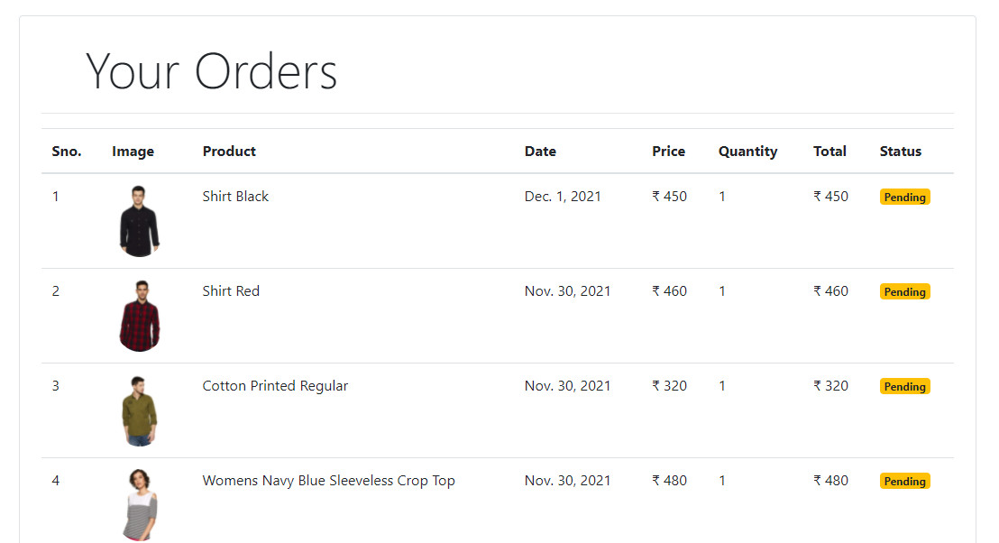 Your Orders
Sno. Image Product Date Price Quantity Total Status
1 Shirt Black Dec. 1, 2021 ₹ 450 1 ₹ 450 Pending
2 Shirt Red Nov. 30, 2021 ₹ 460 1 ₹ 460 Pending
3 Cotton Printed Regular Nov. 30, 2021 ₹ 320 1 ₹ 320 Pending
4 Womens Navy Blue Sleeveless Crop Top Nov. 30, 2021 ₹ 480 1 ₹ 480 Pending